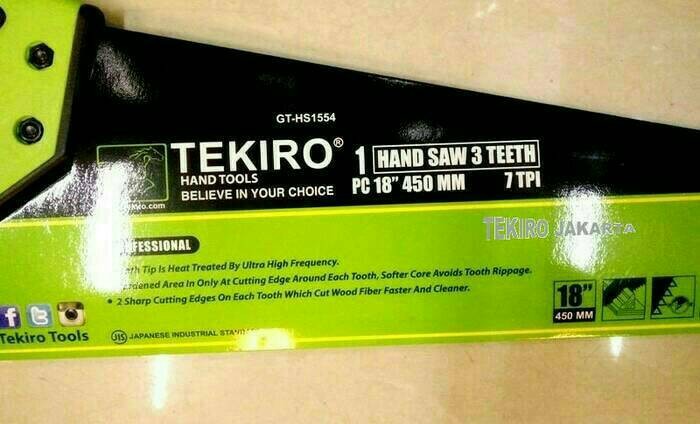 GT-HS1554
TEKIRO®
HAND TOOLS
BELIEVE IN YOUR CHOICE
1 HAND SAW 3 TEETH
PC 18" 450 MM 7 TPI
TEKIRO JAKARTA
Tip Is Heat Treated By Ultra High Frequency.
Area In Only At Cutting Edge Around Each Tooth, Softer Core Avoids Tooth Rippage.
• 2 Sharp Cutting Edges On Each Tooth Which Cut Wood Fiber Faster And Cleaner.
18"
450 MM
Tekiro Tools
JIS JAPANESE INDUSTRIAL